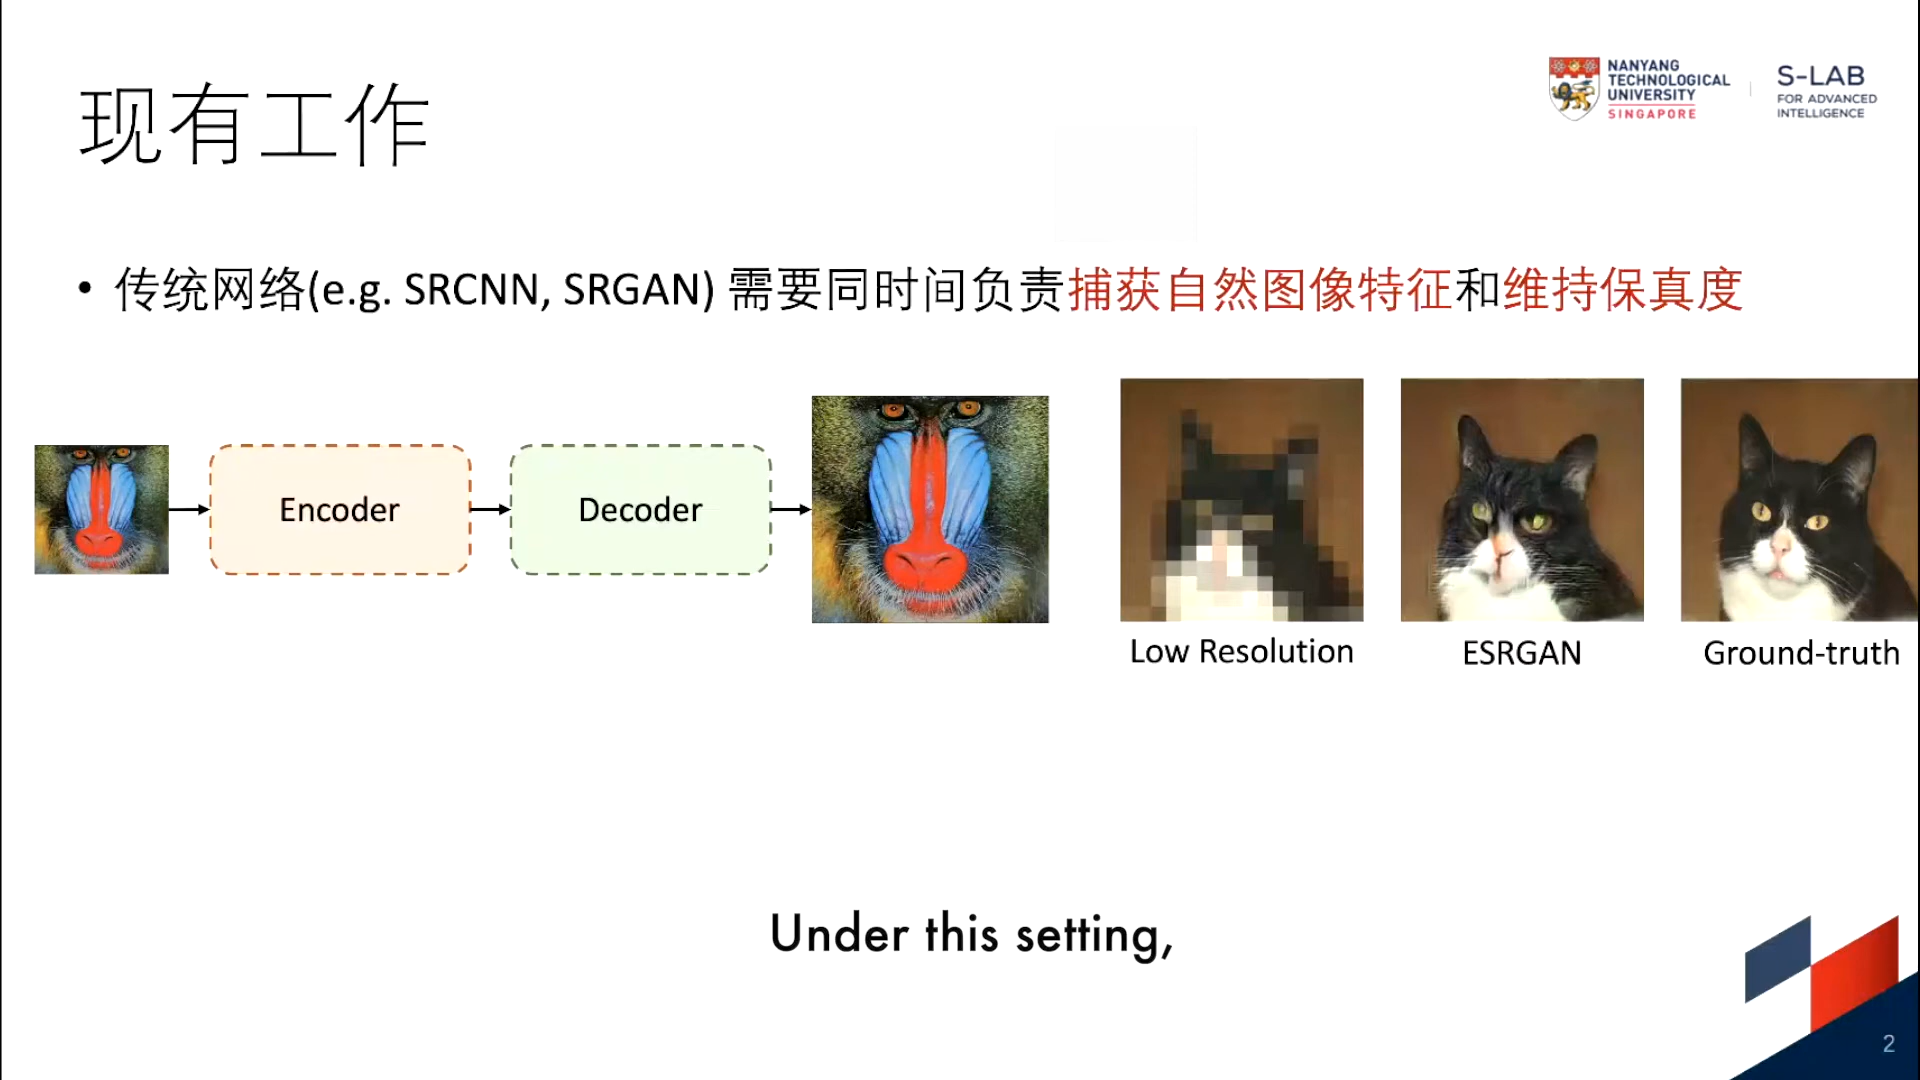 现有工作
NANYANG
TECHNOLOGICAL
UNIVERSITY
SINGAPORE
S-LAB
FOR ADVANCED
INTELLIGENCE
• 传统网络(e.g. SRCNN, SRGAN) 需要同时间负责捕获自然图像特征和维持保真度
Encoder
Decoder
Low Resolution
ESRGAN
Ground-truth
Under this setting,
2